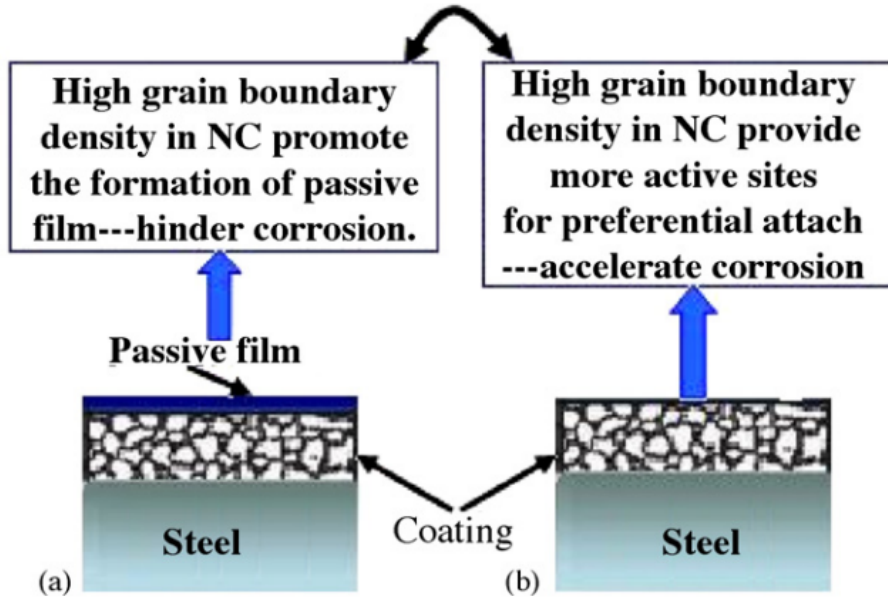 High grain boundary
density in NC promote
the formation of passive
film---hinder corrosion.
High grain boundary
density in NC provide
more active sites
for preferential attach
---accelerate corrosion
Passive film
Coating
Steel
Steel
(a)
(b)